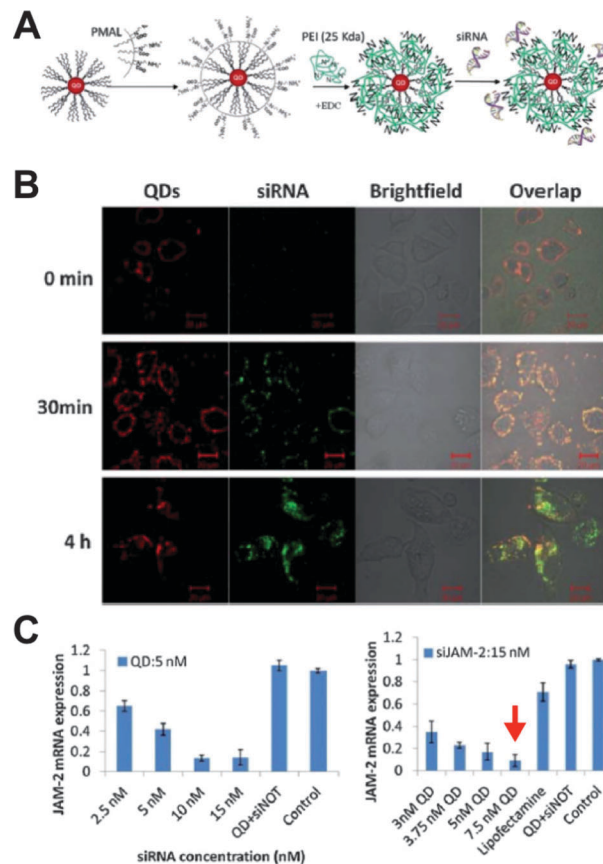 A
PMAL
PEI (25 Kda)
siRNA
QD
QD
+EDC
QD
QD
B
QDs siRNA Brightfield Overlap
0 min
30min
4 h
C
JAM-2 mRNA expression
1.2
1
0.8
0.6
0.4
0.2
0
QD:5 nM
2.5 nM
5 nM
10 nM
15 nM
QD+siNOT
Control
siRNA concentration (nM)
JAM-2 mRNA expression
1.2
1
0.8
0.6
0.4
0.2
0
siJAM-2:15 nM
3nM QD
3.75 nM QD
5nM QD
7.5 nM QD
Lipofectamine
QD+siNOT
Control